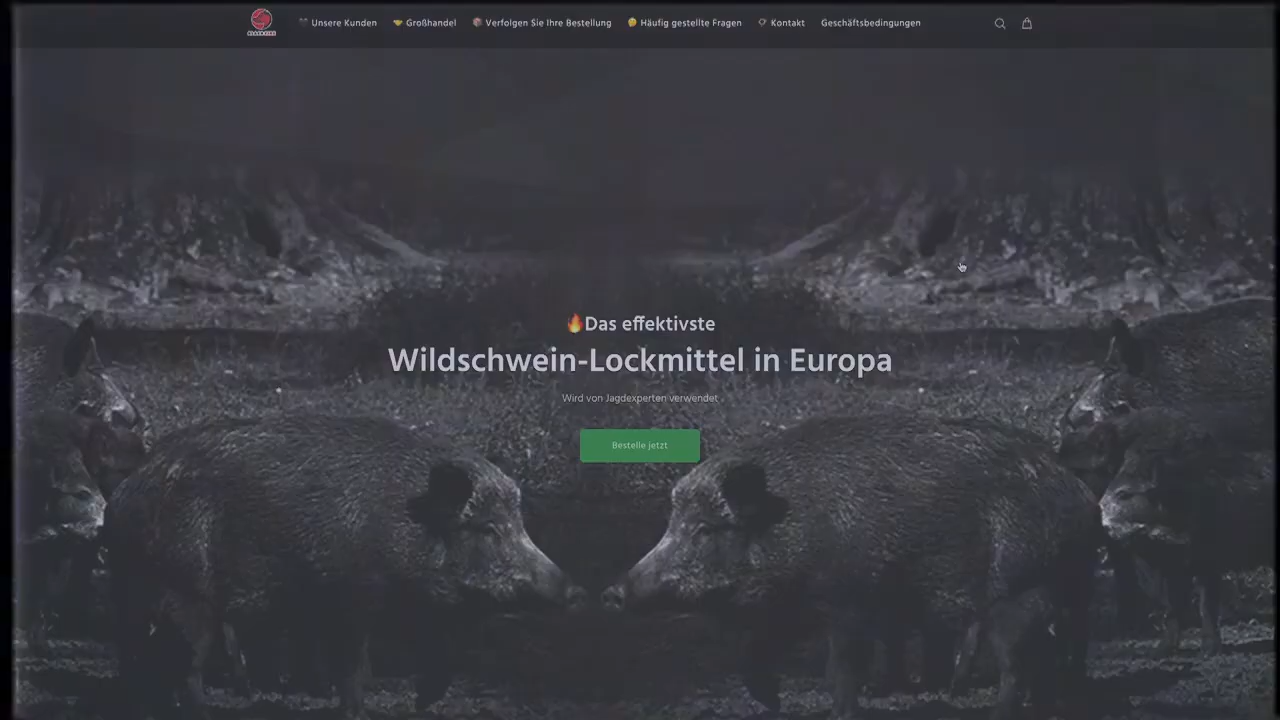 Unsere Kunden
Großhandel
Verfolgen Sie Ihre Bestellung
Häufig gestellte Fragen
Kontakt
Geschäftsbedingungen
🔥Das effektivste
Wildschwein-Lockmittel in Europa
Wird von Jagdexperten verwendet
Bestelle jetzt